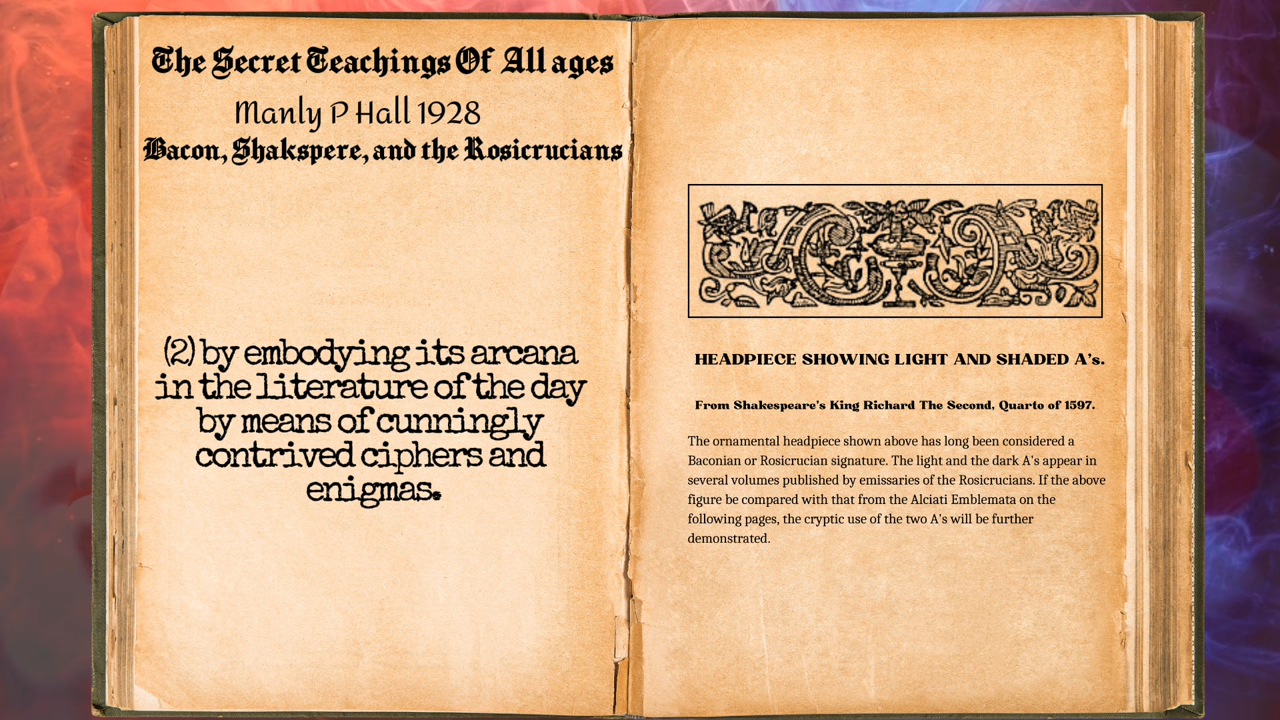 The Secret Teachings Of All ages
Manly P Hall 1928
Bacon, Shakspere, and the Rosicrucians
(2) by embodying its arcana
in the literature of the day
by means of cunningly
contrived ciphers and
enigmas.
HEADPIECE SHOWING LIGHT AND SHADED A's.
From Shakespeare's King Richard The Second, Quarto of 1597.
The ornamental headpiece shown above has long been considered a
Baconian or Rosicrucian signature. The light and the dark A's appear in
several volumes published by emissaries of the Rosicrucians. If the above
figure be compared with that from the Alciati Emblemata on the
following pages, the cryptic use of the two A's will be further
demonstrated.